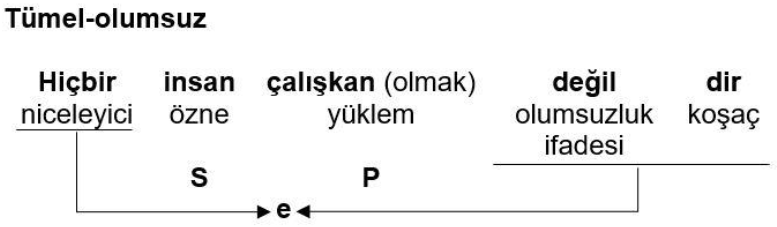 Tümel-olumsuz
Hiçbir insan çalışkan (olmak) değil dir
niceleyici özne yüklem olumsuzluk koşaç
ifadesi
S P
e